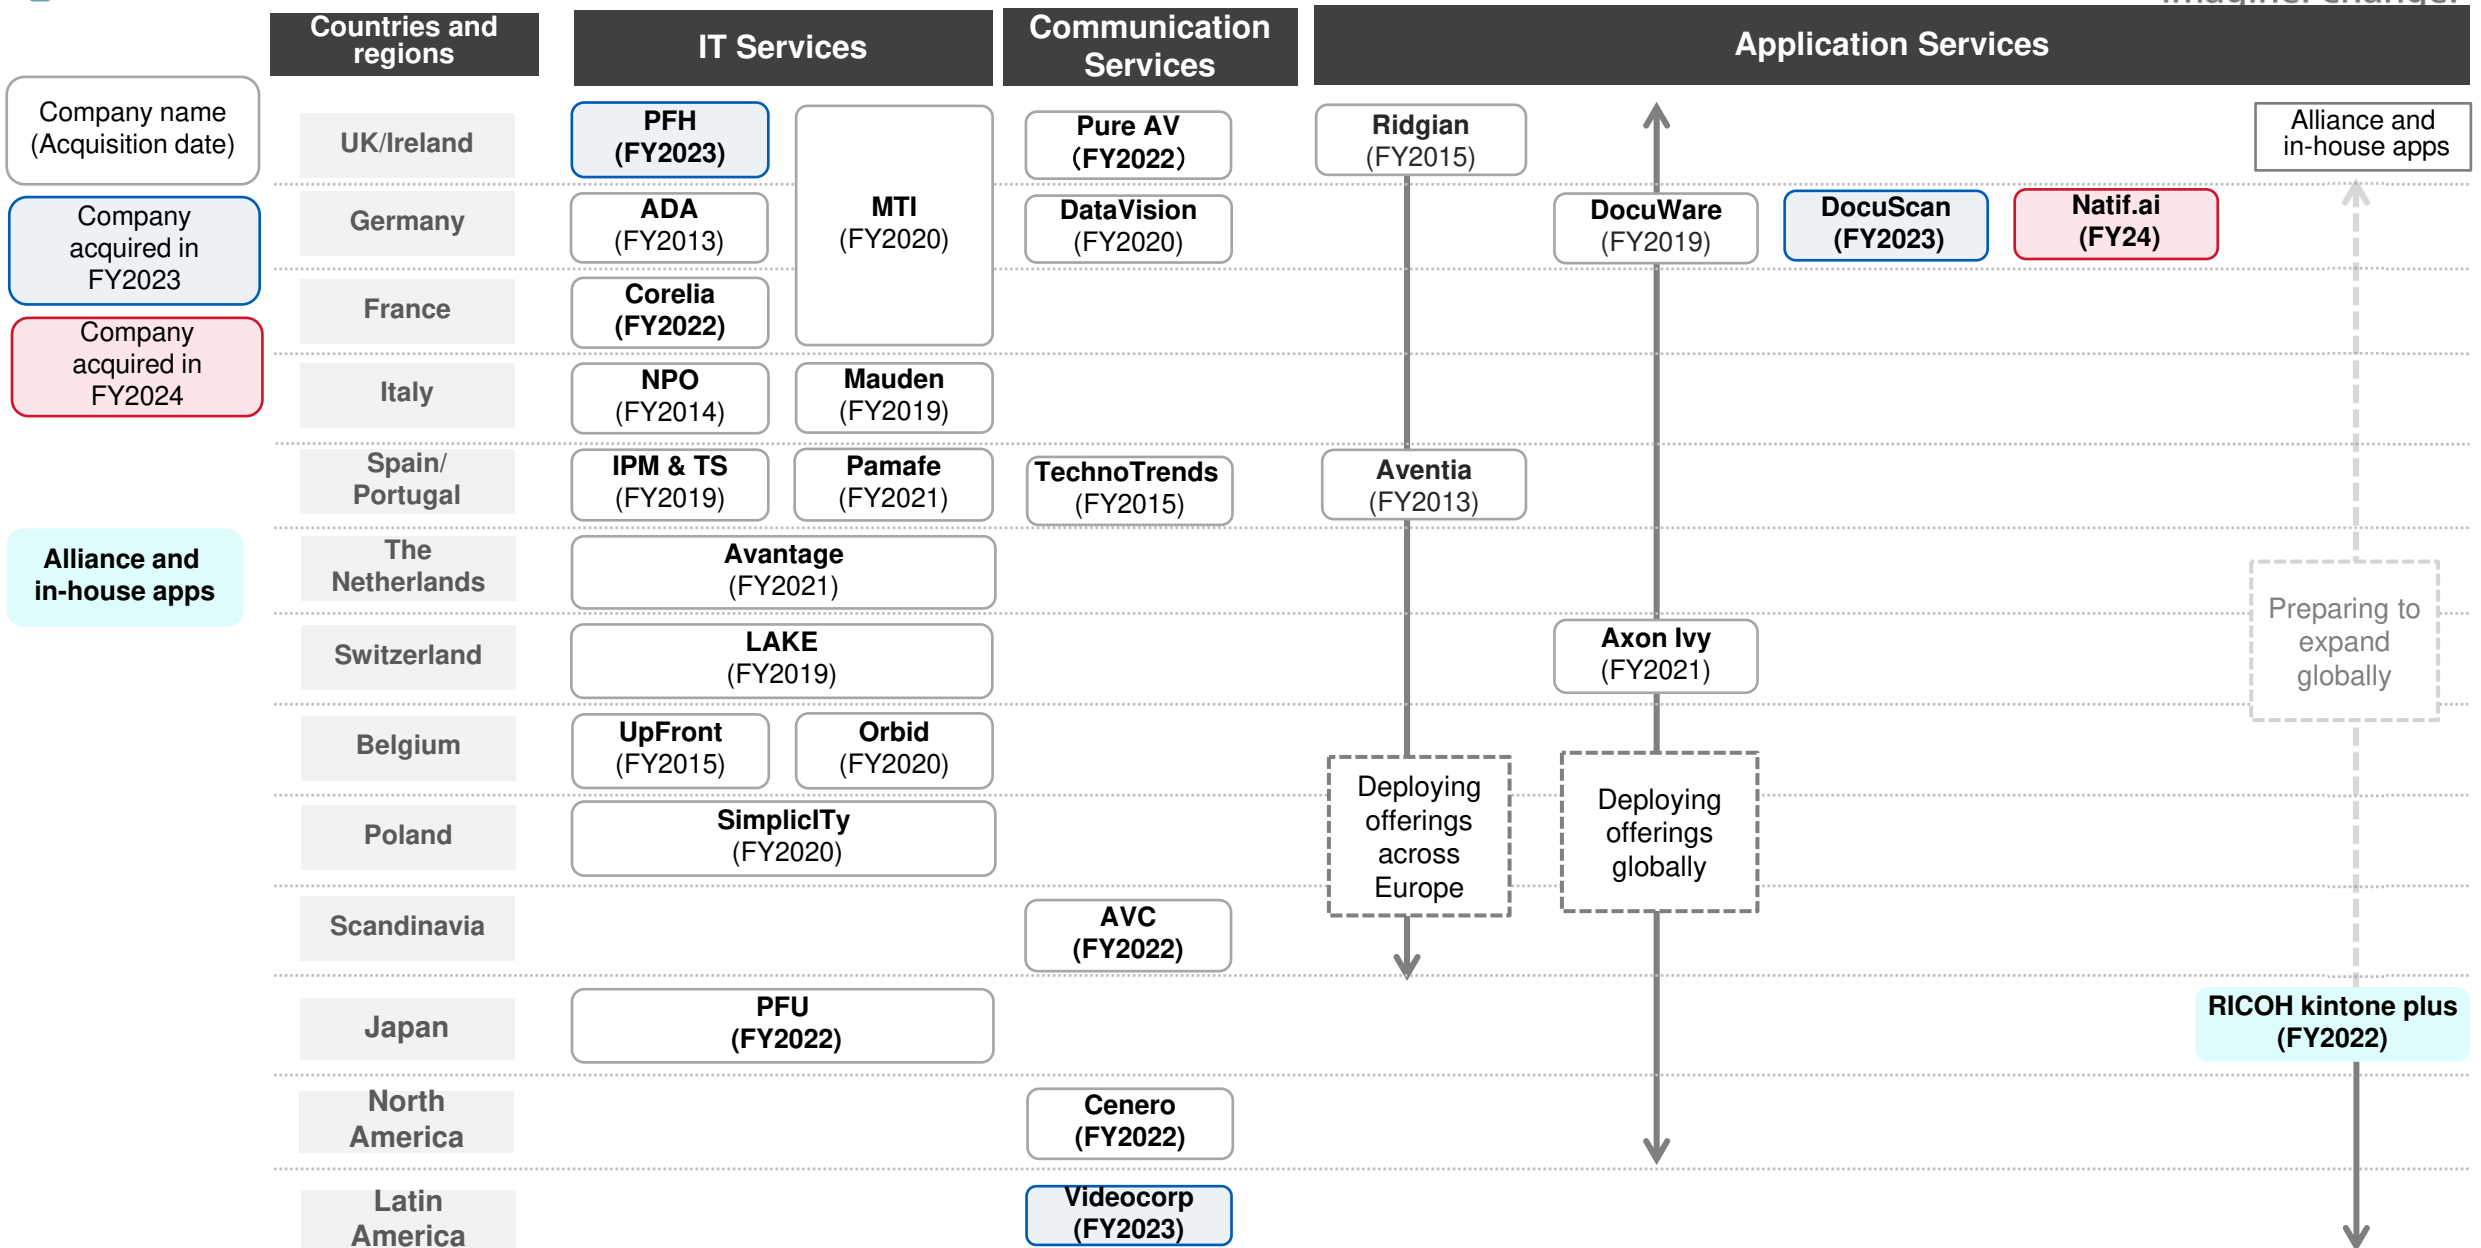 Countries and
regions
IT Services
Communication
Services
Application Services
Company name
(Acquisition date)
Company
acquired in
FY2023
Company
acquired in
FY2024
Alliance and
in-house apps
UK/Ireland
PFH
(FY2023)
MTI
(FY2020)
Pure AV
(FY2022)
Ridgian
(FY2015)
Alliance and
in-house apps
Germany
ADA
(FY2013)
DataVision
(FY2020)
DocuWare
(FY2019)
DocuScan
(FY2023)
Natif.ai
(FY24)
France
Corelia
(FY2022)
Italy
NPO
(FY2014)
Mauden
(FY2019)
Spain/
Portugal
IPM & TS
(FY2019)
Pamafe
(FY2021)
TechnoTrends
(FY2015)
Aventia
(FY2013)
The
Netherlands
Avantage
(FY2021)
Preparing to
expand
globally
Switzerland
LAKE
(FY2019)
Axon Ivy
(FY2021)
Belgium
UpFront
(FY2015)
Orbid
(FY2020)
Deploying
offerings
across
Europe
Deploying
offerings
globally
Poland
SimplicITy
(FY2020)
Scandinavia
AVC
(FY2022)
Japan
PFU
(FY2022)
RICOH kintone plus
(FY2022)
North
America
Cenero
(FY2022)
Latin
America
Videocorp
(FY2023)